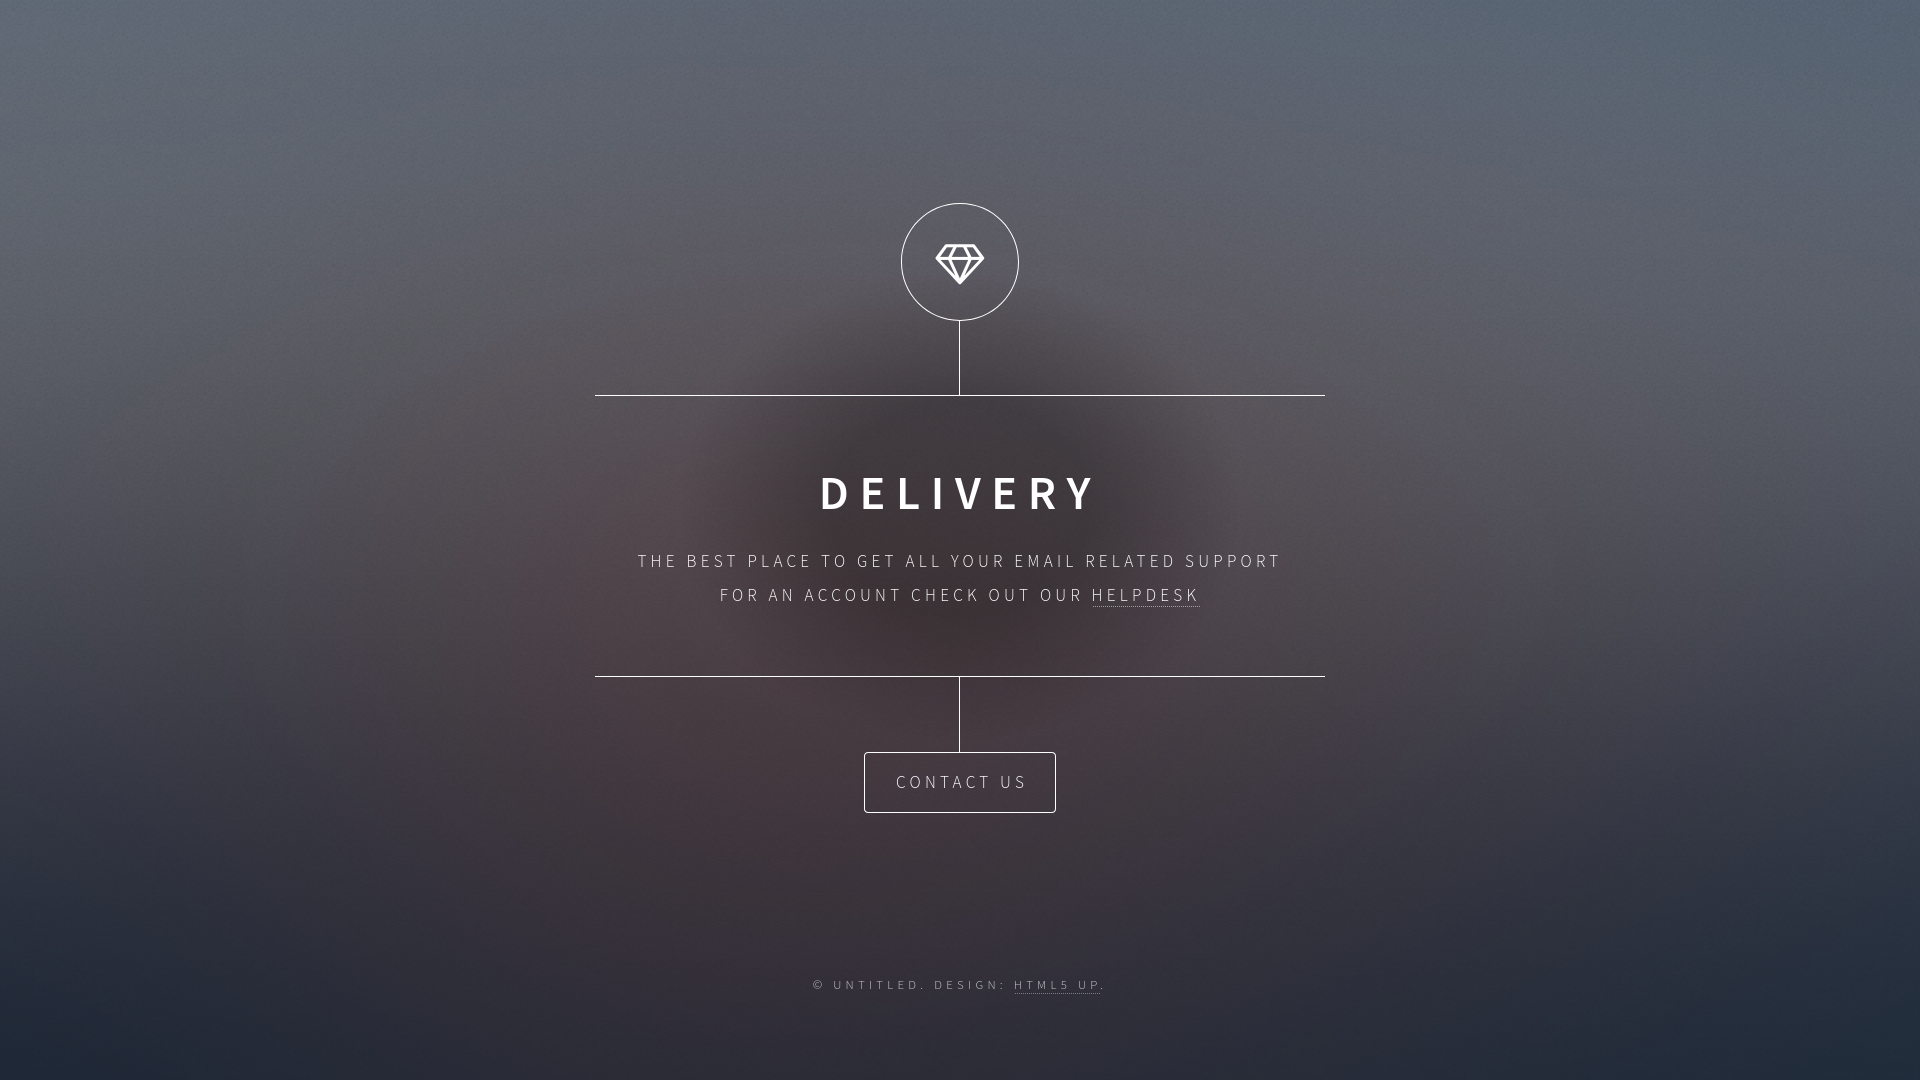 DELIVERY
THE BEST PLACE TO GET ALL YOUR EMAIL RELATED SUPPORT
FOR AN ACCOUNT CHECK OUT OUR HELPDESK
CONTACT US
© UNTITLED. DESIGN: HTML5 UP.